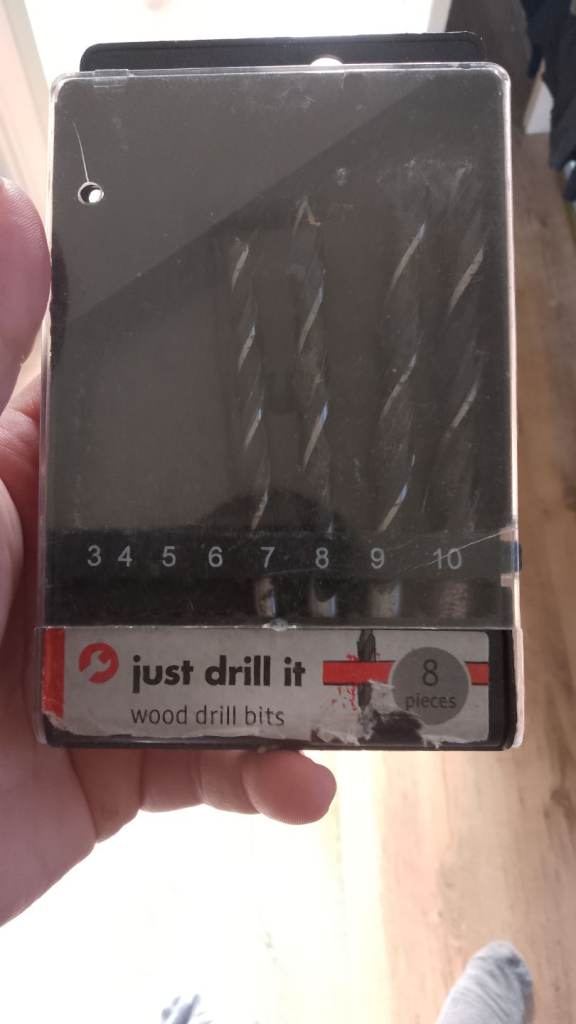 3 4 5 6 7 8 9 10
just drill it
wood drill bits
8
pieces